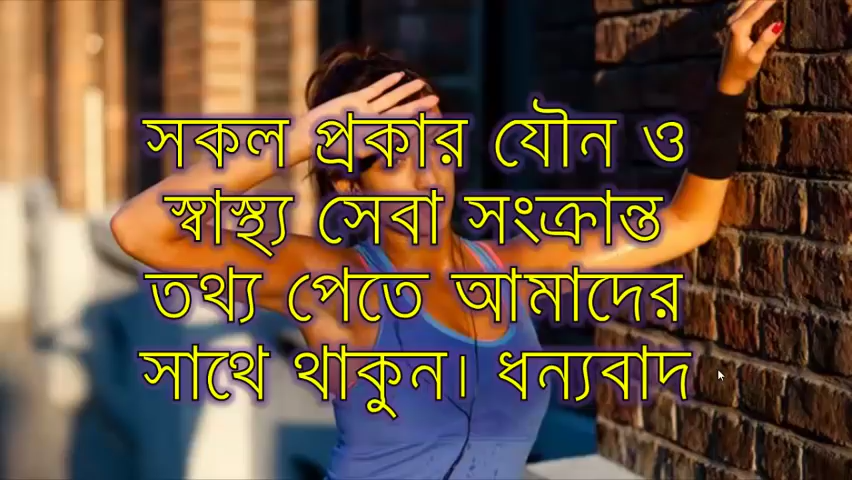 সকল প্রকার যৌন ও
স্বাস্থ্য সেবা সংক্রান্ত
তথ্য পেতে আমাদের
সাথে থাকুন। ধন্যবাদ